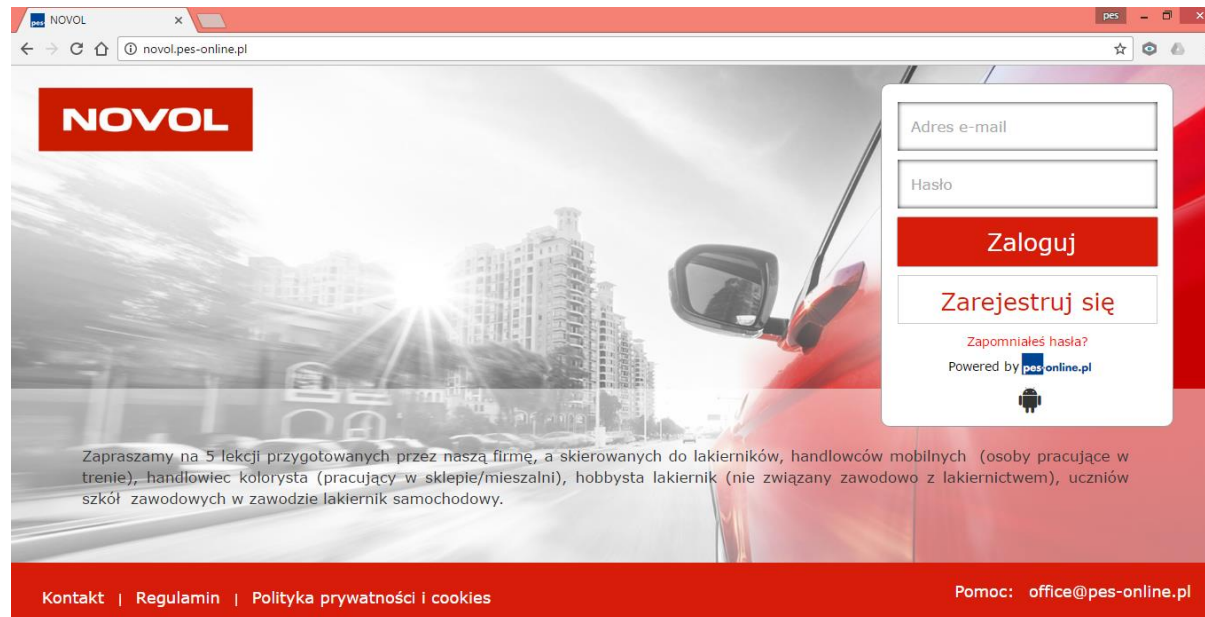 pes NOVOL
pes
novol.pes-online.pl
NOVOL
Adres e-mail
Hasło
Zaloguj
Zarejestruj się
Zapomniałeś hasła?
Powered by pes-online.pl
Zapraszamy na 5 lekcji przygotowanych przez naszą firmę, a skierowanych do lakierników, handlowców mobilnych (osoby pracujące w
trenie), handlowiec kolorysta (pracujący w sklepie/mieszalni), hobbysta lakiernik (nie związany zawodowo z lakiernictwem), uczniów
szkół zawodowych w zawodzie lakiernik samochodowy.
Kontakt | Regulamin | Polityka prywatności i cookies
Pomoc: office@pes-online.pl